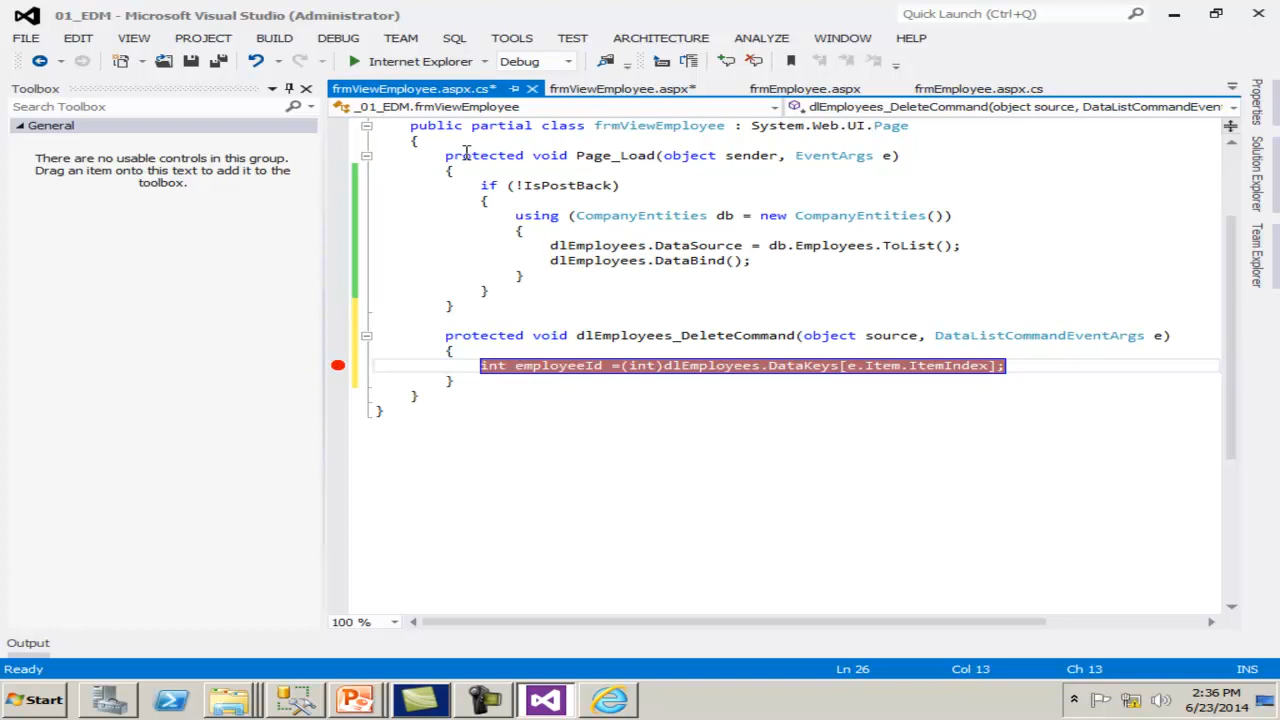 01_EDM - Microsoft Visual Studio (Administrator)
Quick Launch (Ctrl+Q)
FILE EDIT VIEW PROJECT BUILD DEBUG TEAM SQL TOOLS TEST ARCHITECTURE ANALYZE WINDOW HELP
Internet Explorer Debug
Toolbox
Search Toolbox
General
There are no usable controls in this group.
Drag an item onto this text to add it to the
toolbox.
frmViewEmployee.aspx.cs* frmViewEmployee.aspx* frmEmployee.aspx frmEmployee.aspx.cs
_01_EDM.frmViewEmployee dlEmployees_DeleteCommand(object source, DataListCommandEven
public partial class frmViewEmployee : System.Web.UI.Page
{
protected void Page_Load(object sender, EventArgs e)
{
if (!IsPostBack)
{
using (CompanyEntities db = new CompanyEntities())
{
dlEmployees.DataSource = db.Employees.ToList();
dlEmployees.DataBind();
}
}
}
protected void dlEmployees_DeleteCommand(object source, DataListCommandEventArgs e)
{
int employeeId =(int)dlEmployees.DataKeys[e.Item.ItemIndex];
}
}
}
100 %
Properties
Solution Explorer
Team Explorer
Output
Ready Ln 26 Col 13 Ch 13 INS
Start
2:36 PM
6/23/2014